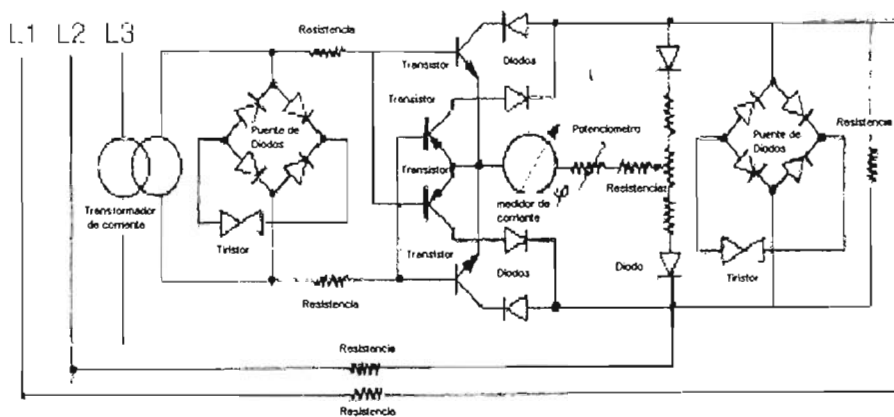 L1 L2 L3
Resistencia
Transistor
Diodos
Transistor
Puente de
Diodos
Potenciometro
Puente de
Diodos
Resistencia
Transistor
Resistencias
Transformador
de corriente
medidor de
corriente
Tiristor
Transistor
Diodos
Diodo
Tiristor
Resistencia
Resistencia
Resistencia